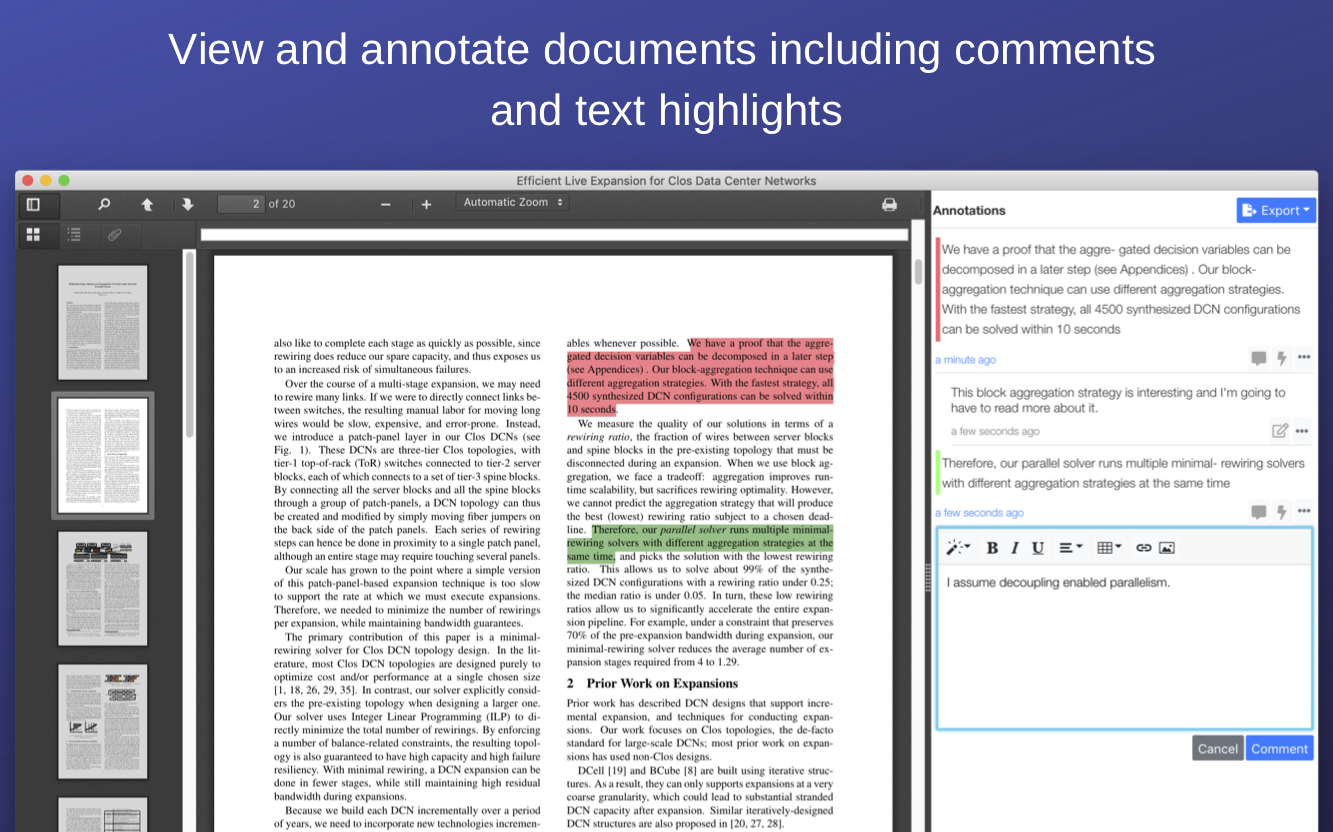 View and annotate documents including comments
and text highlights
Efficient Live Expansion for Clos Data Center Networks
2 of 20
Automatic Zoom
also like to complete each stage as quickly as possible, since
rewiring does reduce our spare capacity, and thus exposes us
to an increased risk of simultaneous failures.
Over the course of a multi-stage expansion, we may need
to rewire many links. If we were to directly connect links be-
tween switches, the resulting manual labor for moving long
wires would be slow, expensive, and error-prone. Instead,
we introduce a patch-panel layer in our Clos DCNs (see
Fig. 1). These DCNs are three-tier Clos topologies, with
tier-1 top-of-rack (ToR) switches connected to tier-2 server
blocks, each of which connects to a set of tier-3 spine blocks.
By connecting all the server blocks and all the spine blocks
through a group of patch-panels, a DCN topology can thus
be created and modified by simply moving fiber jumpers on
the back side of the patch panels. Each series of rewiring
steps can hence be done in proximity to a single patch panel,
although an entire stage may require touching several panels.
Our scale has grown to the point where a simple version
of this patch-panel-based expansion technique is too slow
to support the rate at which we must execute expansions.
Therefore, we needed to minimize the number of rewirings
per expansion, while maintaining bandwidth guarantees.
The primary contribution of this paper is a minimal-
rewiring solver for Clos DCN topology design. In the lit-
erature, most Clos DCN topologies are designed purely to
optimize cost and/or performance at a single chosen size
[1, 18, 26, 29, 35]. In contrast, our solver explicitly consid-
ers the pre-existing topology when designing a larger one.
Our solver uses Integer Linear Programming (ILP) to di-
rectly minimize the total number of rewirings. By enforcing
a number of balance-related constraints, the resulting topol-
ogy is also guaranteed to have high capacity and high failure
resiliency. With minimal rewiring, a DCN expansion can be
done in fewer stages, while still maintaining high residual
bandwidth during expansions.
Because we build each DCN incrementally over a period
of years, we need to incorporate new technologies incremen-
ables whenever possible. We have a proof that the aggre-
gated decision variables can be decomposed in a later step
(see Appendices) . Our block-aggregation technique can use
different aggregation strategies. With the fastest strategy, all
4500 synthesized DCN configurations can be solved within
10 seconds.
We measure the quality of our solutions in terms of a
rewiring ratio, the fraction of wires between server blocks
and spine blocks in the pre-existing topology that must be
disconnected during an expansion. When we use block ag-
gregation, we face a tradeoff: aggregation improves run-
time scalability, but sacrifices rewiring optimality. However,
we cannot predict the aggregation strategy that will produce
the best (lowest) rewiring ratio subject to a chosen dead-
line. Therefore, our parallel solver runs multiple minimal-
rewiring solvers with different aggregation strategies at the
same time, and picks the solution with the lowest rewiring
ratio. This allows us to solve about 99% of the synthe-
sized DCN configurations with a rewiring ratio under 0.25;
the median ratio is under 0.05. In turn, these low rewiring
ratios allow us to significantly accelerate the entire expan-
sion pipeline. For example, under a constraint that preserves
70% of the pre-expansion bandwidth during expansion, our
minimal-rewiring solver reduces the average number of ex-
pansion stages required from 4 to 1.29.
2 Prior Work on Expansions
Prior work has described DCN designs that support incre-
mental expansion, and techniques for conducting expan-
sions. Our work focuses on Clos topologies, the de-facto
standard for large-scale DCNs; most prior work on expan-
sions has used non-Clos designs.
DCell [19] and BCube [8] are built using iterative struc-
tures. As a result, they can only supports expansions at a very
coarse granularity, which could lead to substantial stranded
DCN capacity after expansion. Similar iteratively-designed
DCN structures are also proposed in [20, 27, 28].
Annotations
Export
We have a proof that the aggre- gated decision variables can be
decomposed in a later step (see Appendices) . Our block-
aggregation technique can use different aggregation strategies.
With the fastest strategy, all 4500 synthesized DCN configurations
can be solved within 10 seconds
a minute ago
This block aggregation strategy is interesting and I'm going to
have to read more about it.
a few seconds ago
Therefore, our parallel solver runs multiple minimal- rewiring solvers
with different aggregation strategies at the same time
a few seconds ago
B I U
I assume decoupling enabled parallelism.
Cancel
Comment